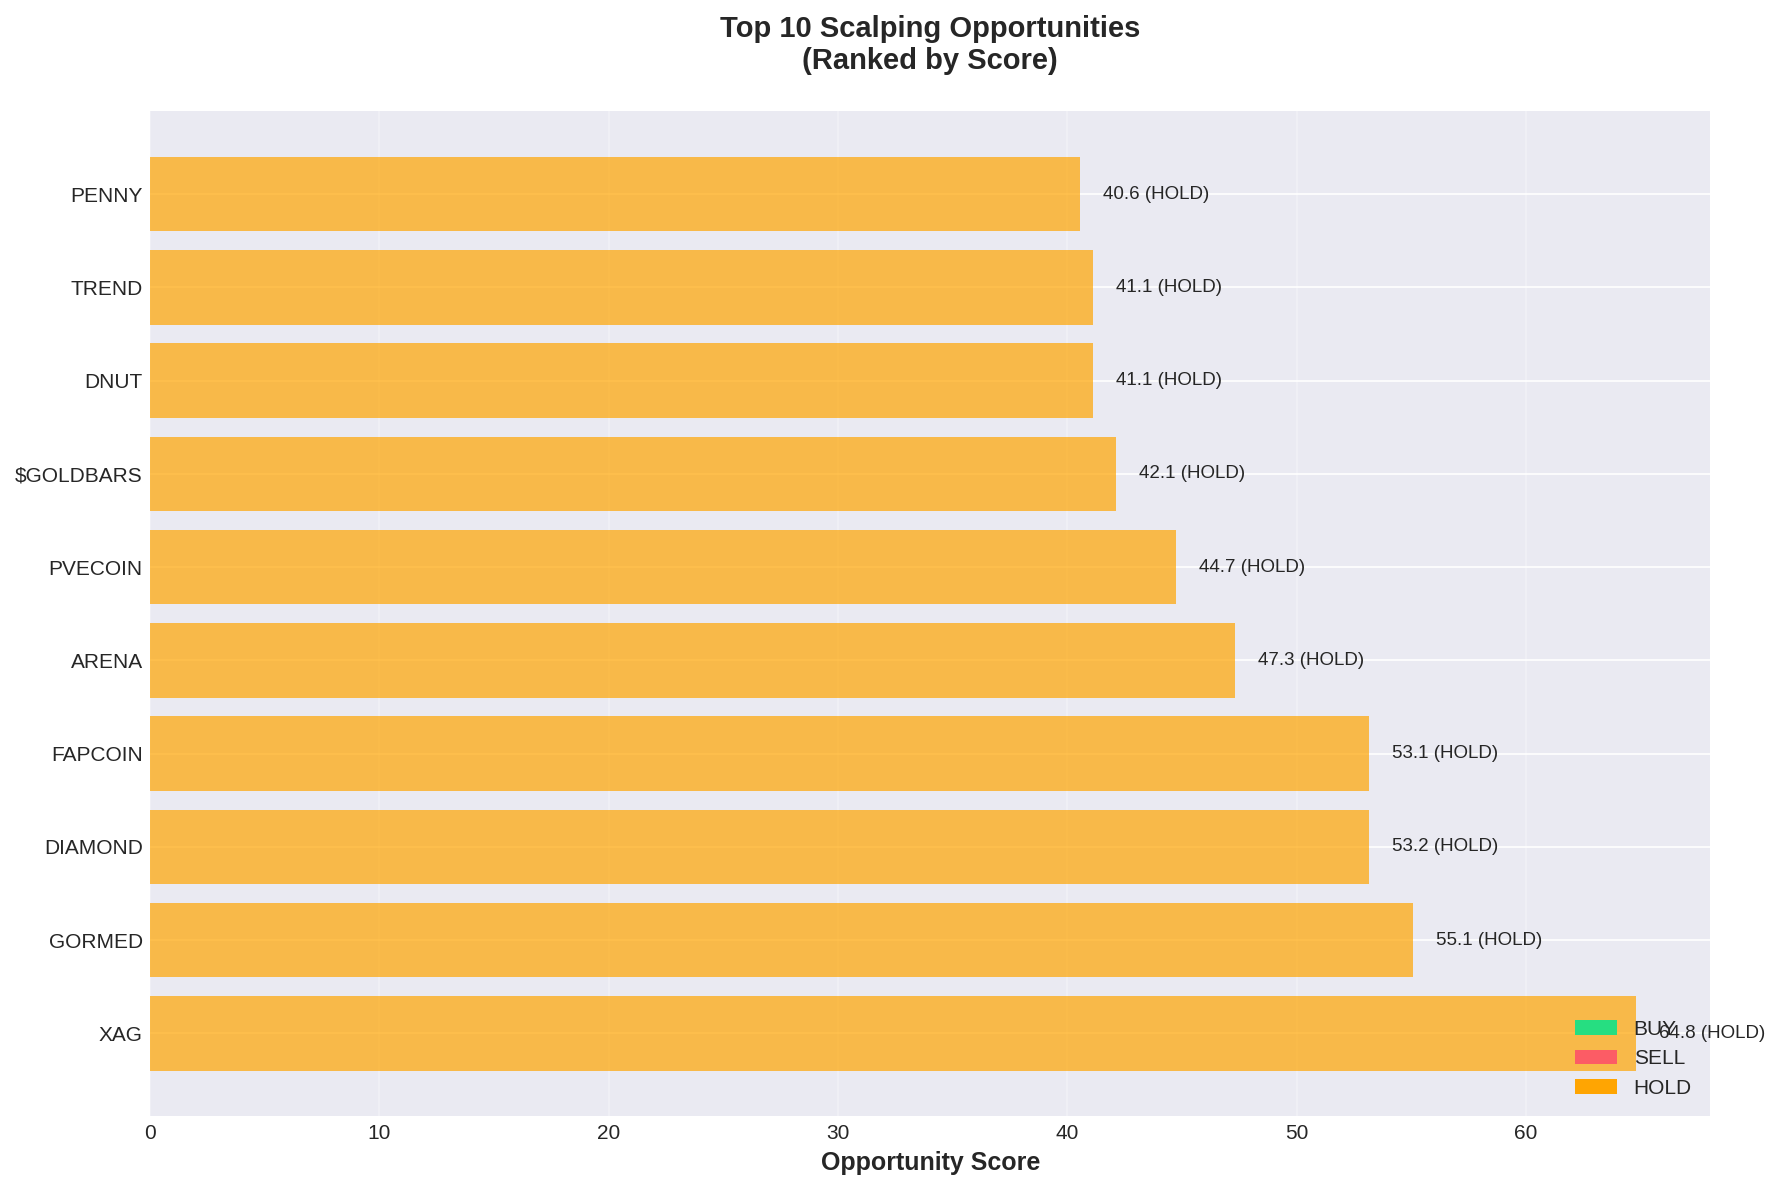 Top 10 Scalping Opportunities
(Ranked by Score)
PENNY
40.6 (HOLD)
TREND
41.1 (HOLD)
DNUT
41.1 (HOLD)
$GOLDBARS
42.1 (HOLD)
PVECOIN
44.7 (HOLD)
ARENA
47.3 (HOLD)
FAPCOIN
53.1 (HOLD)
DIAMOND
53.2 (HOLD)
GORMED
55.1 (HOLD)
XAG
64.8 (HOLD)
BUY
SELL
HOLD
0 10 20 30 40 50 60
Opportunity Score